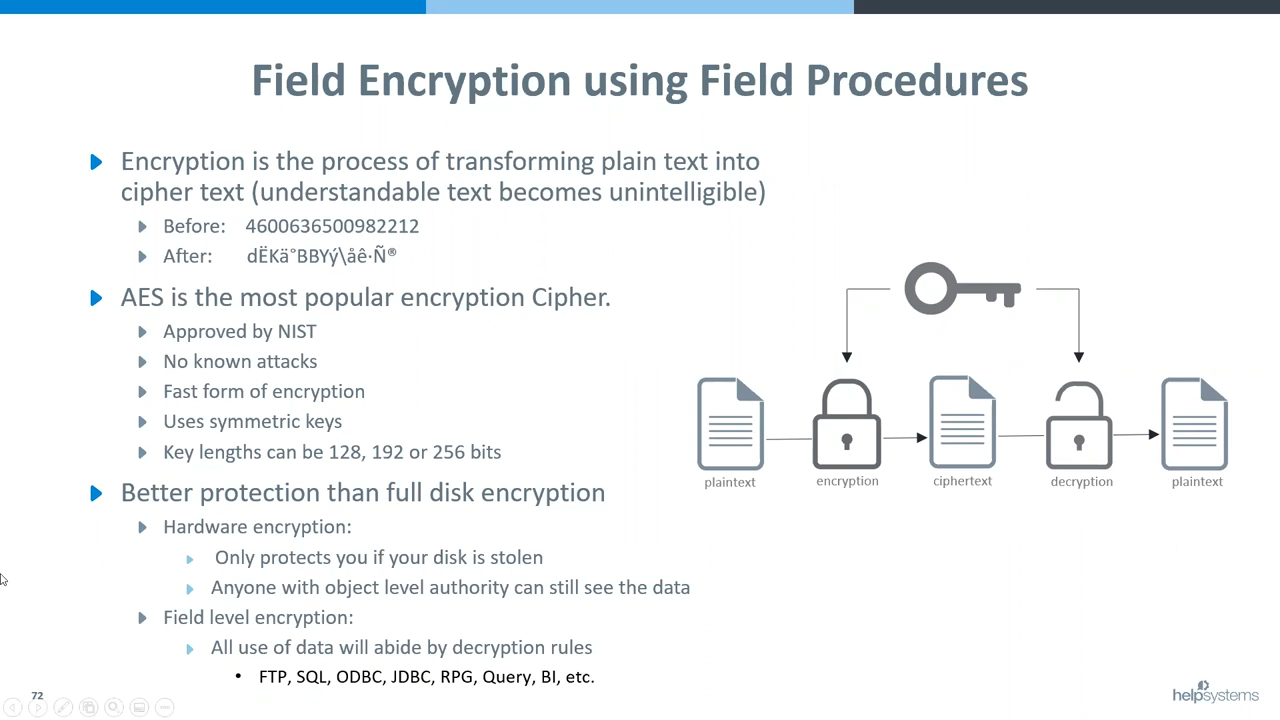 Field Encryption using Field Procedures
Encryption is the process of transforming plain text into
cipher text (understandable text becomes unintelligible)
Before: 4600636500982212
After: dËKä°BBYý\åê·Ñ®
AES is the most popular encryption Cipher.
Approved by NIST
No known attacks
Fast form of encryption
Uses symmetric keys
Key lengths can be 128, 192 or 256 bits
Better protection than full disk encryption
Hardware encryption:
Only protects you if your disk is stolen
Anyone with object level authority can still see the data
Field level encryption:
All use of data will abide by decryption rules
• FTP, SQL, ODBC, JDBC, RPG, Query, BI, etc.
plaintext encryption ciphertext decryption plaintext
72
helpsystems